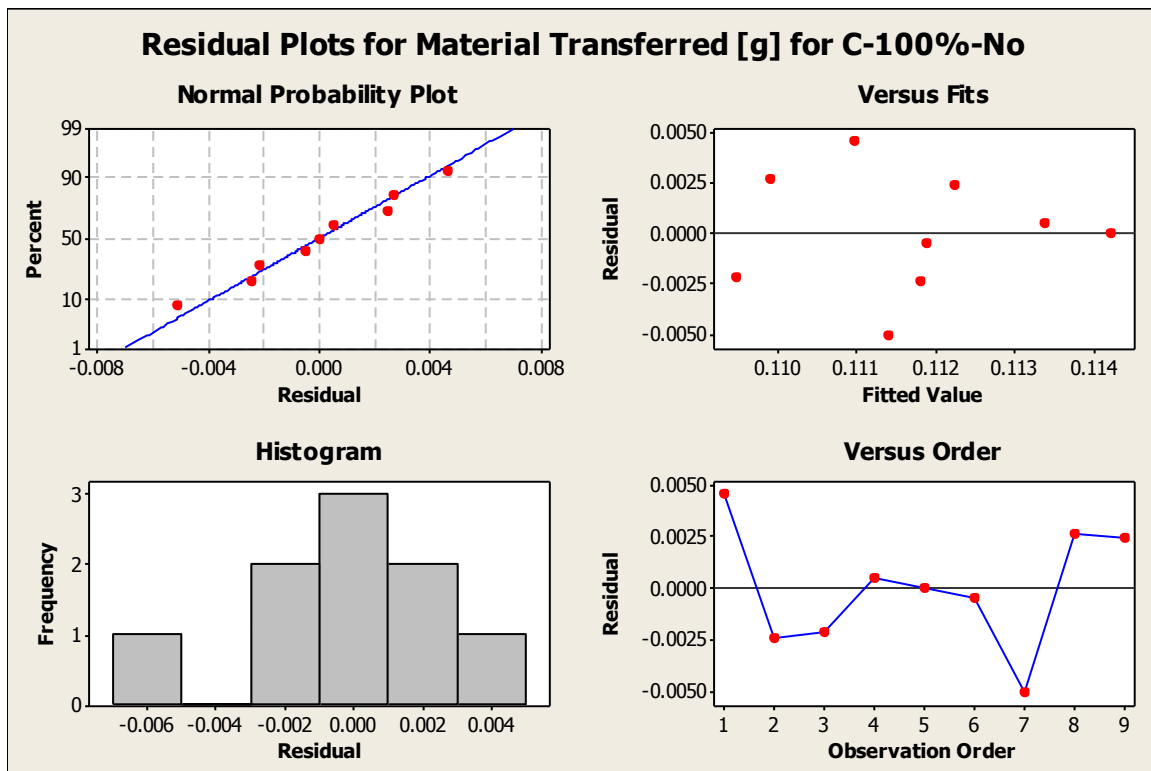 Residual Plots for Material Transferred [g] for C-100%-No
Normal Probability Plot
99
90
50
10
1
Percent
-0.008 -0.004 0.000 0.004 0.008
Residual
Versus Fits
0.0050
0.0025
0.0000
-0.0025
-0.0050
Residual
0.110 0.111 0.112 0.113 0.114
Fitted Value
Histogram
3
2
1
0
Frequency
-0.006 -0.004 -0.002 0.000 0.002 0.004
Residual
Versus Order
0.0050
0.0025
0.0000
-0.0025
-0.0050
Residual
1 2 3 4 5 6 7 8 9
Observation Order